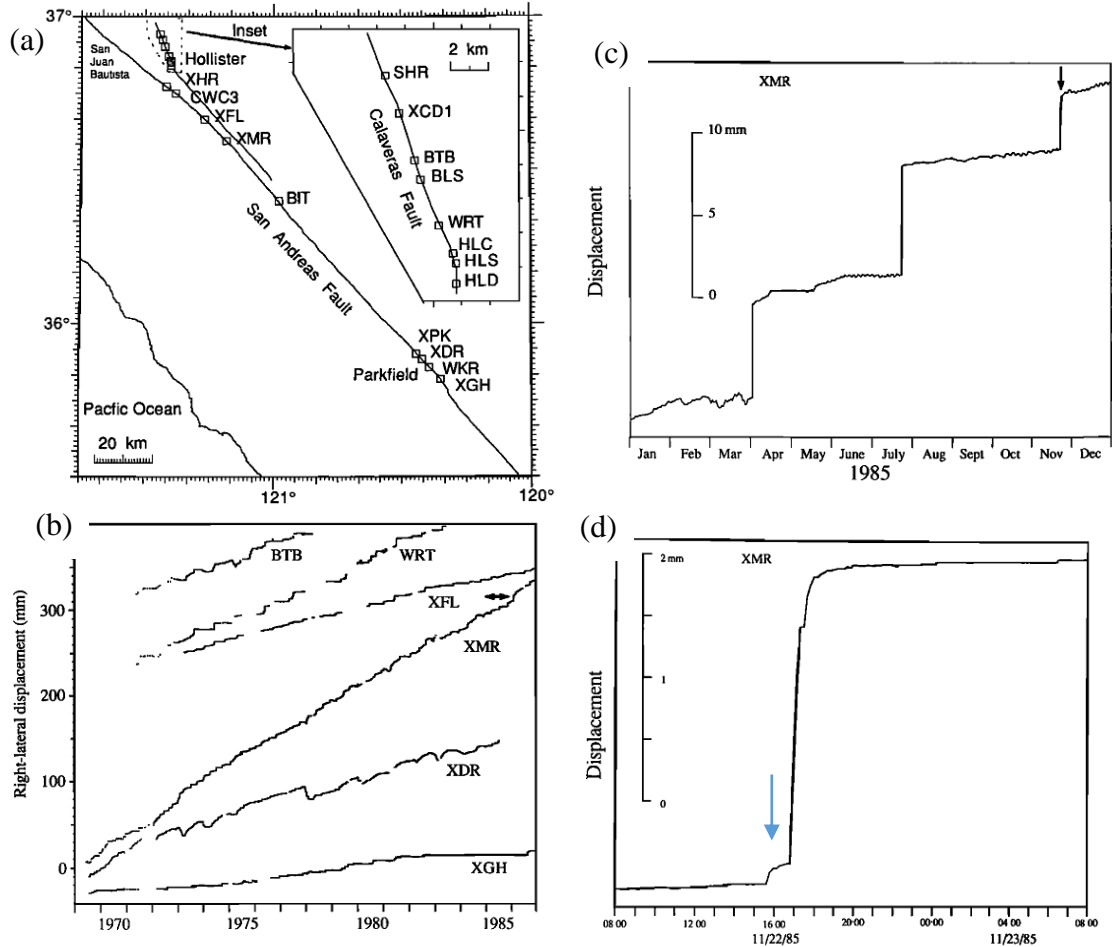 (a)
37°
Inset
2 km
San
Juan
Bautista
Hollister
XHR
CWC3
XFL
XMR
BIT
San Andreas Fault
SHR
XCD1
BTB
BLS
Calaveras Fault
WRT
HLC
HLS
HLD
36°
XPK
XDR
WKR
XGH
Parkfield
Pacfic Ocean
20 km
121°
120°
(b)
Right-lateral displacement (mm)
300
200
100
0
BTB
WRT
XFL
XMR
XDR
XGH
1970 1975 1980 1985
(c)
XMR
Displacement
10 mm
5
0
Jan Feb Mar Apr May June July Aug Sept Oct Nov Dec
1985
(d)
XMR
Displacement
2 mm
1
0
08 00 12 00 16 00 20 00 00 00 04 00 08 00
11/22/85 11/23/85